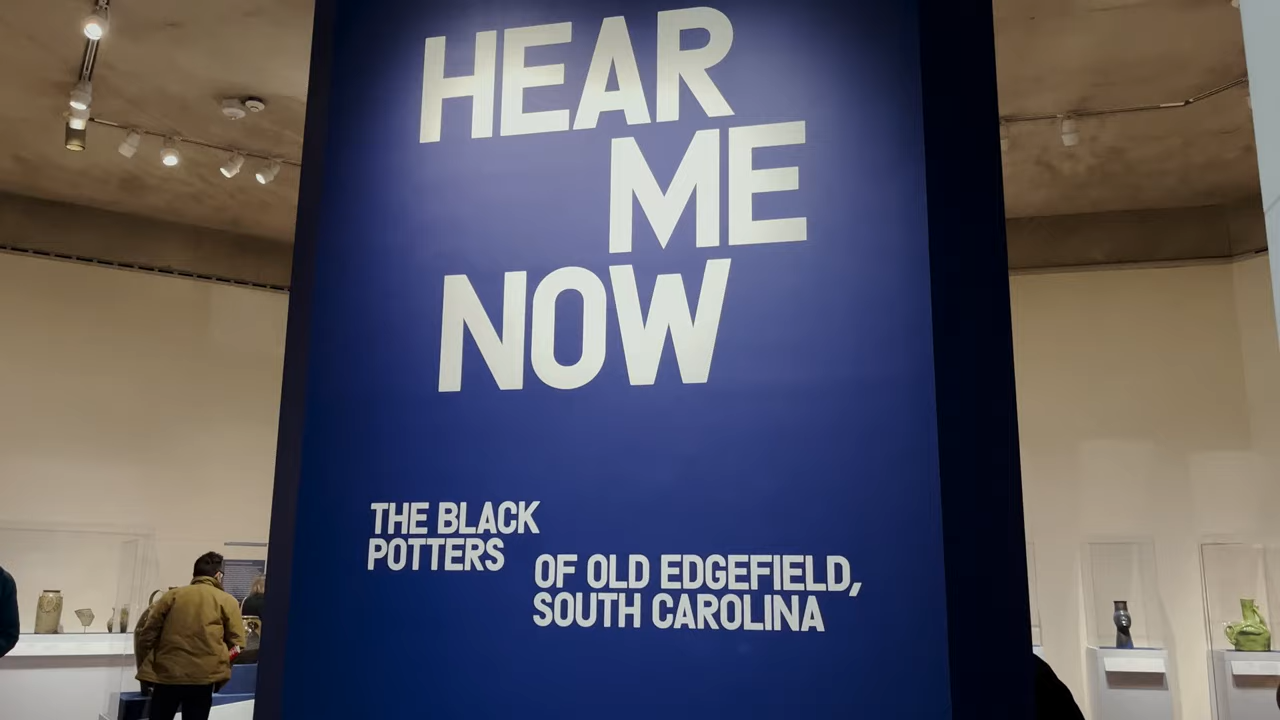 HEAR
ME
NOW
THE BLACK
POTTERS
OF OLD EDGEFIELD,
SOUTH CAROLINA